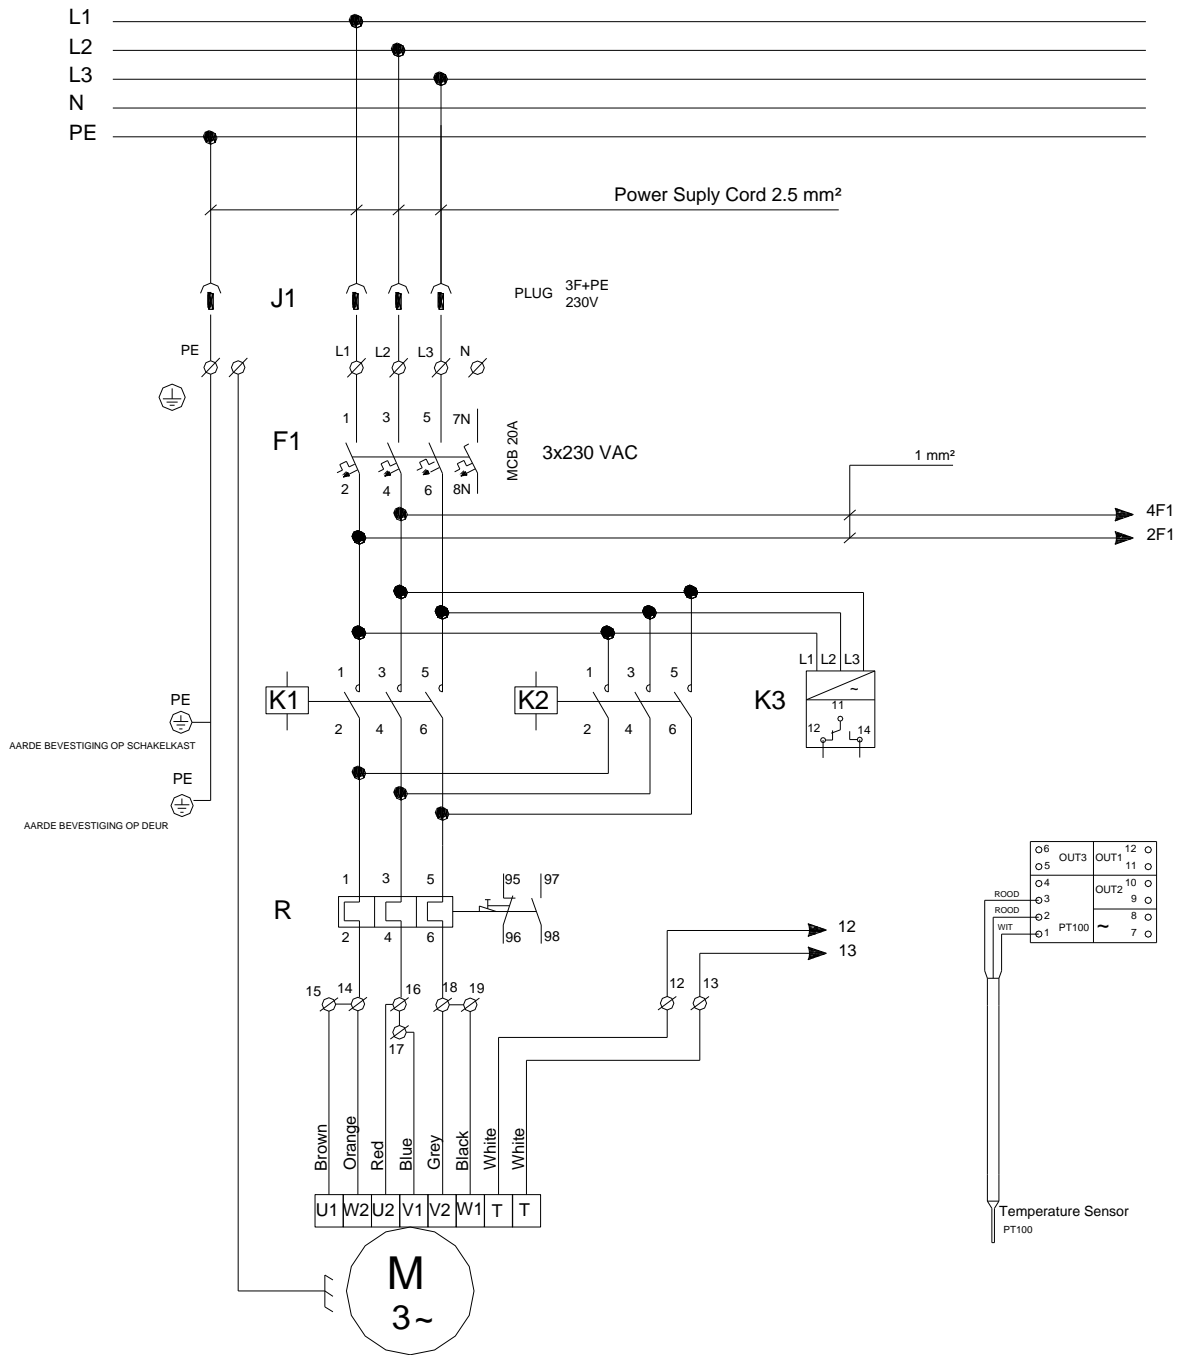 L1
L2
L3
N
PE
Power Suply Cord 2.5 mm²
J1
PLUG
3F+PE
230V
PE
L1
L2
L3
N
1
3
5
7N
F1
MCB 20A
3x230 VAC
2
4
6
8N
1 mm²
4F1
2F1
L1
L2
L3
1
3
5
1
3
5
K1
K2
K3
~
11
12
14
2
4
6
2
4
6
PE
AARDE BEVESTIGING OP SCHAKELKAST
PE
AARDE BEVESTIGING OP DEUR
6
5
OUT3
OUT1
12
11
4
3
2
1
PT100
OUT2
10
9
~
8
7
ROOD
ROOD
WIT
1
3
5
95
97
R
2
4
6
96
98
12
13
15
14
16
17
18
19
12
13
Brown
Orange
Red
Blue
Grey
Black
White
White
U1
W2
U2
V1
V2
W1
T
T
Temperature Sensor
PT100
M
3~